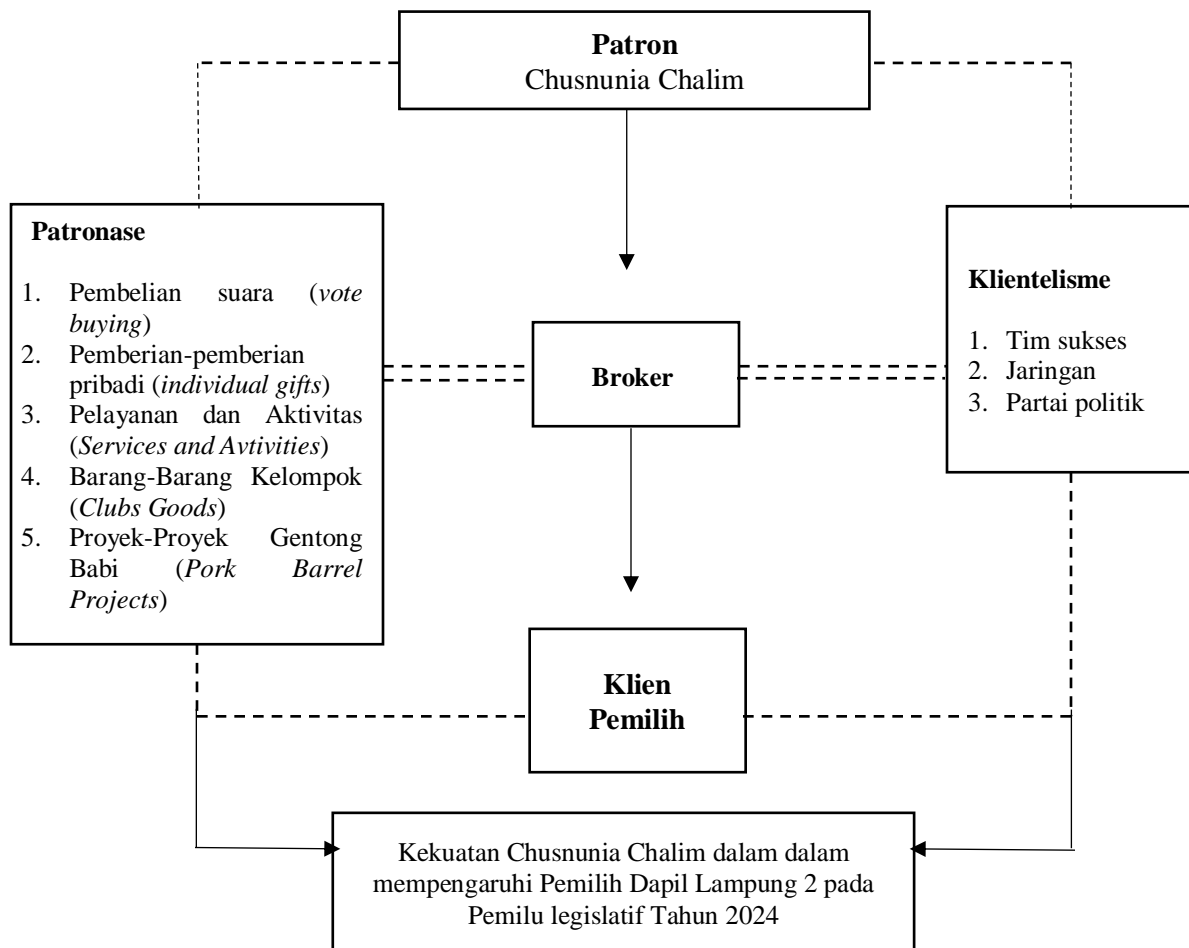 Patron
Chusnunia Chalim
Patronase
1. Pembelian suara (vote
buying)
2. Pemberian-pemberian
pribadi (individual gifts)
3. Pelayanan dan Aktivitas
(Services and Avtivities)
4. Barang-Barang Kelompok
(Clubs Goods)
5. Proyek-Proyek Gentong
Babi (Pork Barrel
Projects)
Broker
Klientelisme
1. Tim sukses
2. Jaringan
3. Partai politik
Klien
Pemilih
Kekuatan Chusnunia Chalim dalam dalam
mempengaruhi Pemilih Dapil Lampung 2 pada
Pemilu legislatif Tahun 2024